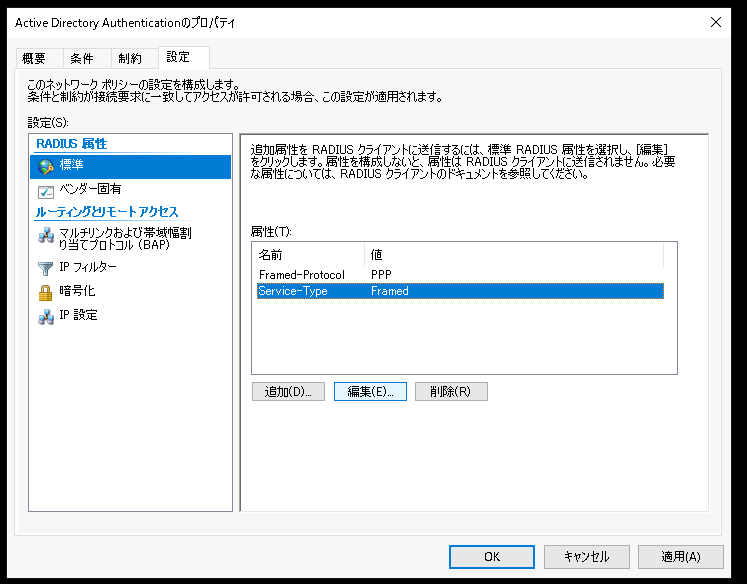 Active Directory Authenticationのプロパティ
概要
条件
制約
設定
このネットワーク ポリシーの設定を構成します。
条件と制約が接続要求に一致してアクセスが許可される場合、この設定が適用されます。
設定(S):
RADIUS 属性
標準
ベンダー固有
ルーティングとリモート アクセス
マルチリンクおよび帯域幅割
り当てプロトコル (BAP)
IP フィルター
暗号化
IP 設定
追加属性を RADIUS クライアントに送信するには、標準 RADIUS 属性を選択し、[編集]
をクリックします。属性を構成しないと、属性は RADIUS クライアントに送信されません。必要
な属性については、RADIUS クライアントのドキュメントを参照してください。
属性(T):
名前 値
Framed-Protocol PPP
Service-Type Framed
追加(D)... 編集(E)... 削除(R)
OK キャンセル 適用(A)